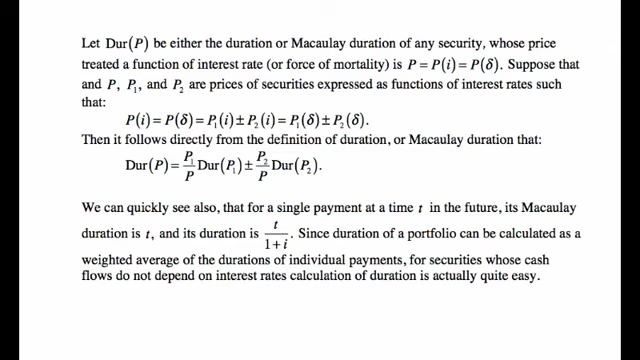 Let Dur(P) be either the duration or Macaulay duration of any security, whose price
treated a function of interest rate (or force of mortality) is P = P(i) = P(δ). Suppose that
and P, P₁, and P₂ are prices of securities expressed as functions of interest rates such
that:
P(i) = P(δ) = P₁(i) ± P₂(i) = P₁(δ) ± P₂(δ).
Then it follows directly from the definition of duration, or Macaulay duration that:
Dur(P) = P₁/P Dur(P₁) ± P₂/P Dur(P₂).
We can quickly see also, that for a single payment at a time t in the future, its Macaulay
duration is t, and its duration is t/(1+i). Since duration of a portfolio can be calculated as a
weighted average of the durations of individual payments, for securities whose cash
flows do not depend on interest rates calculation of duration is actually quite easy.